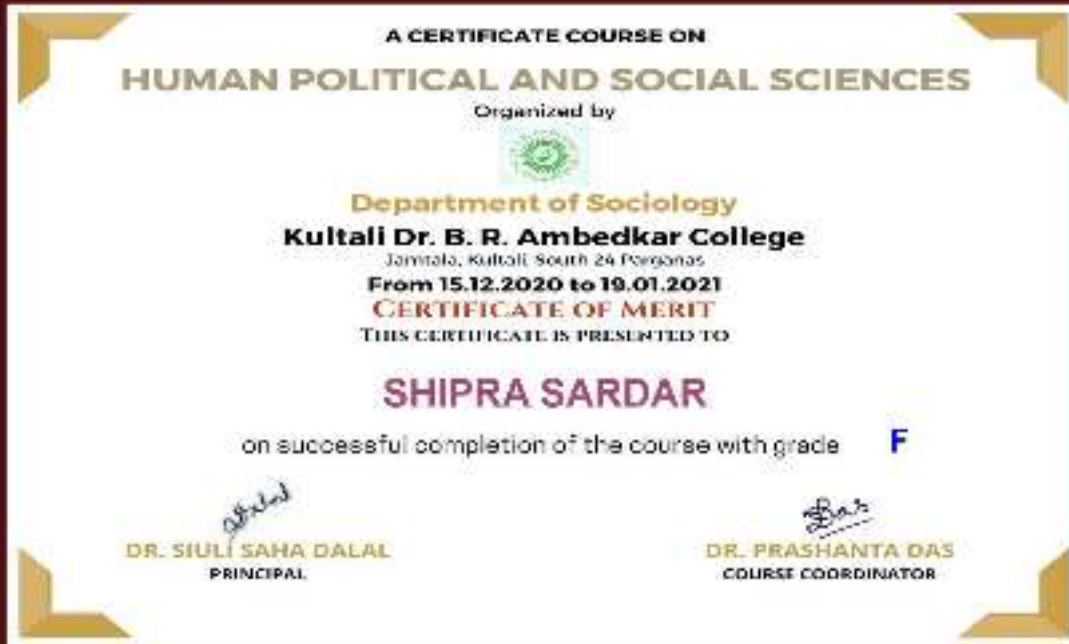 A CERTIFICATE COURSE ON
HUMAN POLITICAL AND SOCIAL SCIENCES
Organized by
Department of Sociology
Kultali Dr. B. R. Ambedkar College
Jamtala, Kultali, South 24 Parganas
From 15.12.2020 to 19.01.2021
CERTIFICATE OF MERIT
THIS CERTIFICATE IS PRESENTED TO
SHIPRA SARDAR
on successful completion of the course with grade F
DR. SIULI SAHA DALAL
PRINCIPAL
Das
DR. PRASHANTA DAS
COURSE COORDINATOR